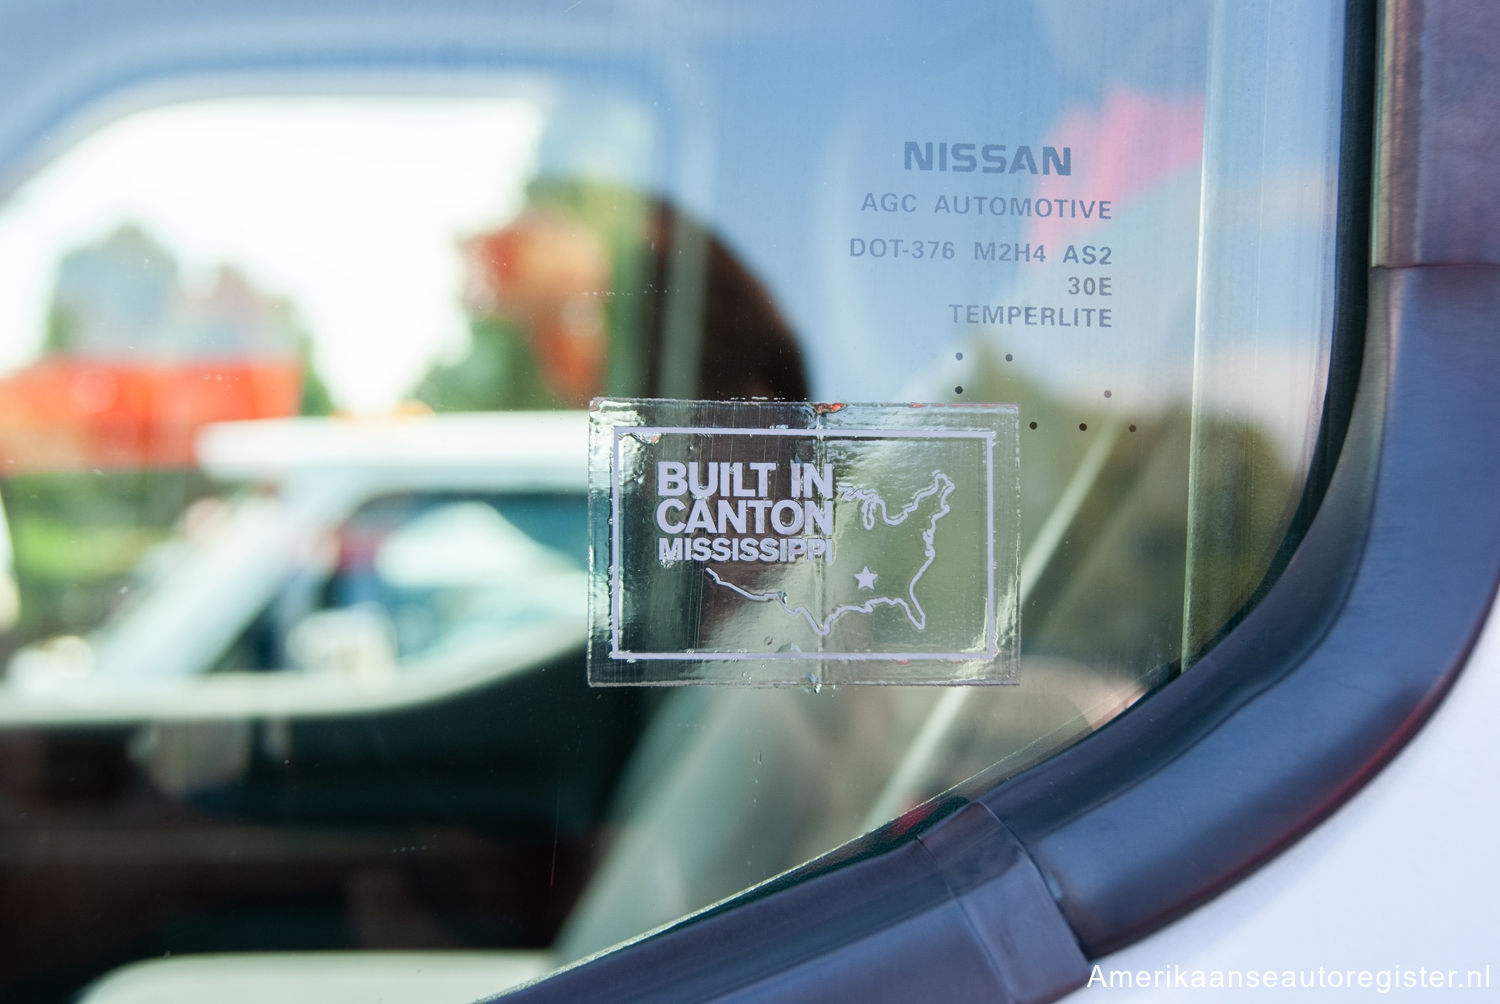 NISSAN
AGC AUTOMOTIVE
DOT-376 M2H4 AS2
30E
TEMPERLITE
BUILT IN
CANTON
MISSISSIPPI
Amerikaanseautoregister.nl